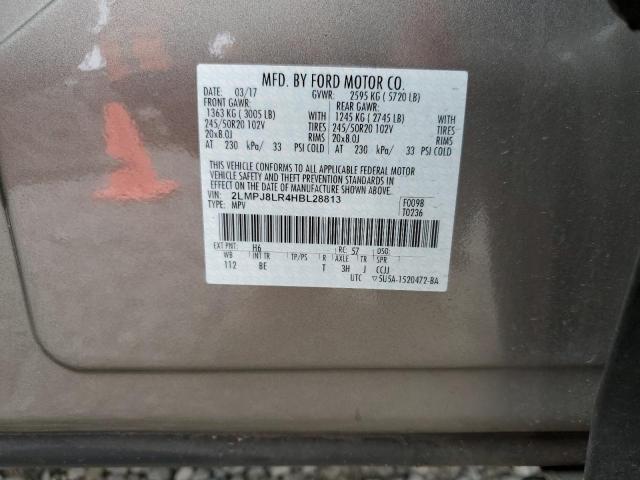 MFD. BY FORD MOTOR CO.
DATE: 03/17 GVWR: 2595 KG ( 5720 LB)
FRONT GAWR: REAR GAWR:
1363 KG ( 3005 LB) WITH 1245 KG ( 2745 LB) WITH
245/50R20 102V TIRES 245/50R20 102V TIRES
20x8.0J RIMS 20x8.0J RIMS
AT 230 kPa/ 33 PSI COLD AT 230 kPa/ 33 PSI COLD
THIS VEHICLE CONFORMS TO ALL APPLICABLE FEDERAL MOTOR
VEHICLE SAFETY AND THEFT PREVENTION STANDARDS IN
EFFECT ON THE DATE OF MANUFACTURE SHOWN ABOVE.
VIN: 2LMPJ8LR4HBL28813 F0098
TYPE: MPV T0236
EXT PNT: H6 RC: 57 DSO:
WB INT TR TP/PS R AXLE TR SPR
112 BE T 3H J CCJJ
UTC ▽5U5A-1520472-BA